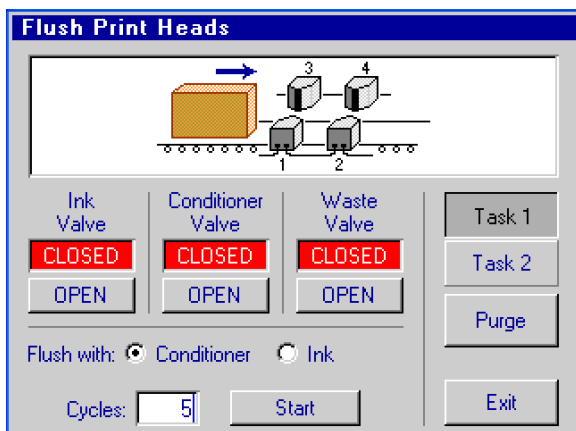 Flush Print Heads
3 4
1 2
Ink Valve
Conditioner Valve
Waste Valve
CLOSED CLOSED CLOSED
OPEN OPEN OPEN
Task 1
Task 2
Purge
Flush with: Conditioner Ink
Cycles: 5 Start
Exit